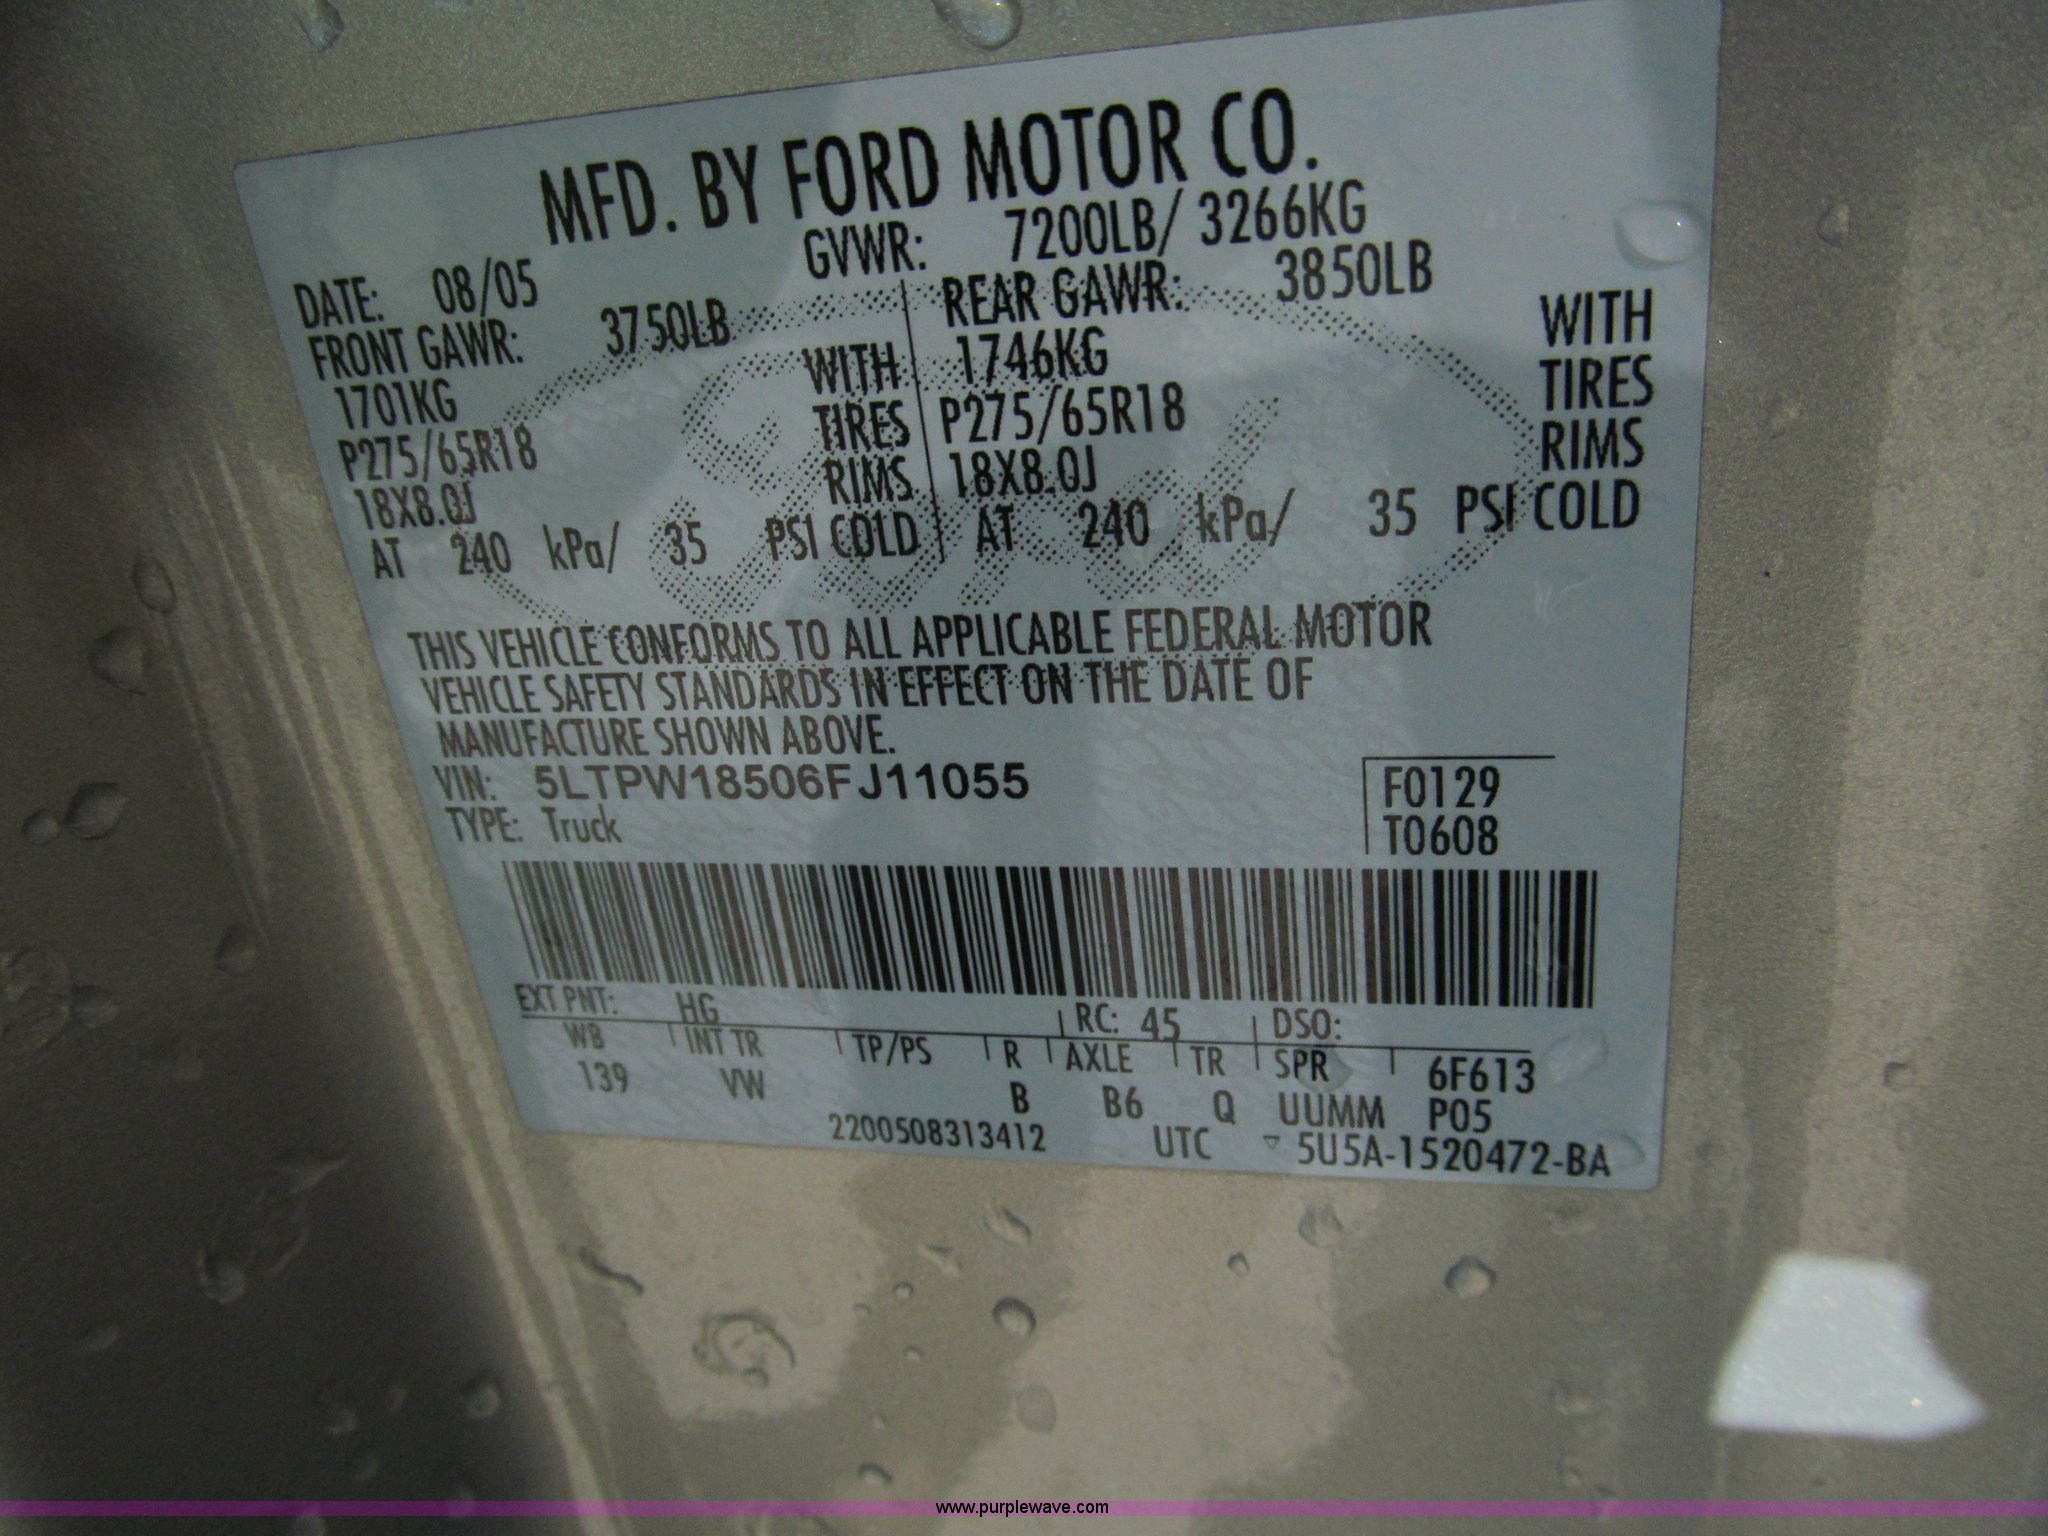 MFD. BY FORD MOTOR CO.
DATE: 08/05 GVWR: 7200LB/ 3266KG
FRONT GAWR: 3750LB REAR GAWR: 3850LB
1701KG WITH 1746KG WITH
P275/65R18 TIRES P275/65R18 TIRES
18X8.0J RIMS 18X8.0J RIMS
AT 240 kPa/ 35 PSI COLD AT 240 kPa/ 35 PSI COLD
THIS VEHICLE CONFORMS TO ALL APPLICABLE FEDERAL MOTOR
VEHICLE SAFETY STANDARDS IN EFFECT ON THE DATE OF
MANUFACTURE SHOWN ABOVE.
VIN: 5LTPW18506FJ11055 F0129
TYPE: Truck T0608
EXT PNT: HG RC: 45 DSO:
WB INT TR TP/PS R AXLE TR SPR 6F613
139 VW B B6 Q UUMM P05
2200508313412 UTC ▽ 5U5A-1520472-BA
www.purplewave.com